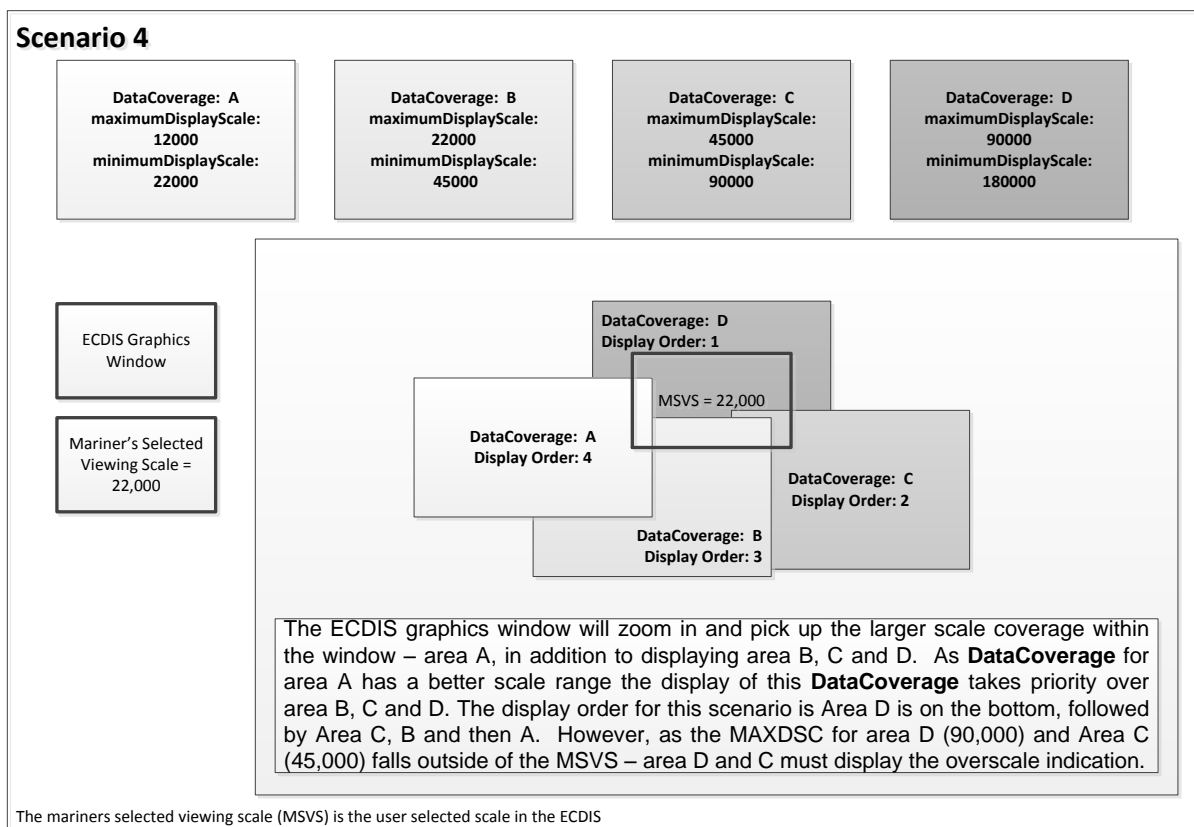 Scenario 4
DataCoverage: A
maximumDisplayScale:
12000
minimumDisplayScale:
22000
DataCoverage: B
maximumDisplayScale:
22000
minimumDisplayScale:
45000
DataCoverage: C
maximumDisplayScale:
45000
minimumDisplayScale:
90000
DataCoverage: D
maximumDisplayScale:
90000
minimumDisplayScale:
180000
ECDIS Graphics
Window
Mariner's Selected
Viewing Scale =
22,000
DataCoverage: D
Display Order: 1
MSVS = 22,000
DataCoverage: A
Display Order: 4
DataCoverage: C
Display Order: 2
DataCoverage: B
Display Order: 3
The ECDIS graphics window will zoom in and pick up the larger scale coverage within
the window – area A, in addition to displaying area B, C and D. As DataCoverage for
area A has a better scale range the display of this DataCoverage takes priority over
area B, C and D. The display order for this scenario is Area D is on the bottom, followed
by Area C, B and then A. However, as the MAXDSC for area D (90,000) and Area C
(45,000) falls outside of the MSVS – area D and C must display the overscale indication.
The mariners selected viewing scale (MSVS) is the user selected scale in the ECDIS